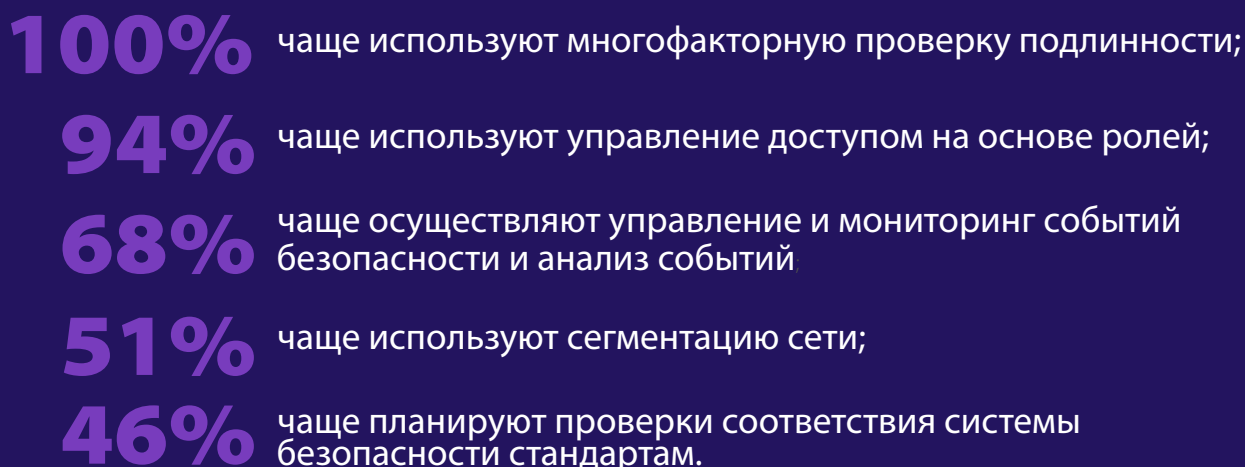 100% чаще используют многофакторную проверку подлинности;
94% чаще используют управление доступом на основе ролей;
68% чаще осуществляют управление и мониторинг событий
безопасности и анализ событий;
51% чаще используют сегментацию сети;
46% чаще планируют проверки соответствия системы
безопасности стандартам.